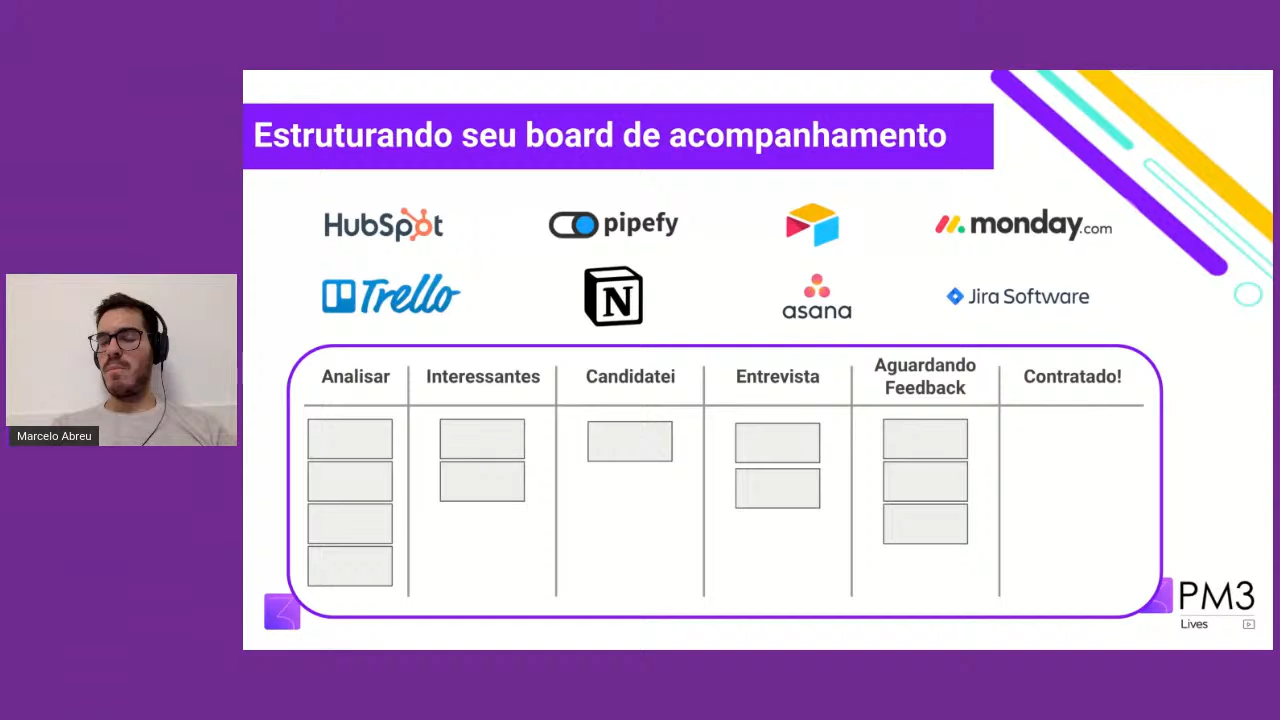 Estruturando seu board de acompanhamento
HubSpot
pipefy
monday.com
Trello
N
asana
Jira Software
Analisar
Interessantes
Candidatei
Entrevista
Aguardando
Feedback
Contratado!
Marcelo Abreu
PM3
Lives